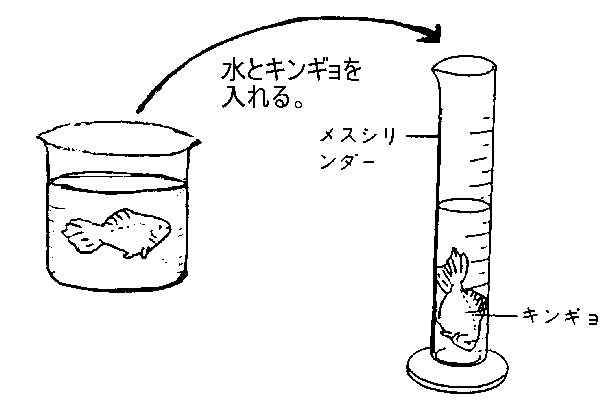 水とキンギョを
入れる。
メスシリ
ンダー
キンギョ